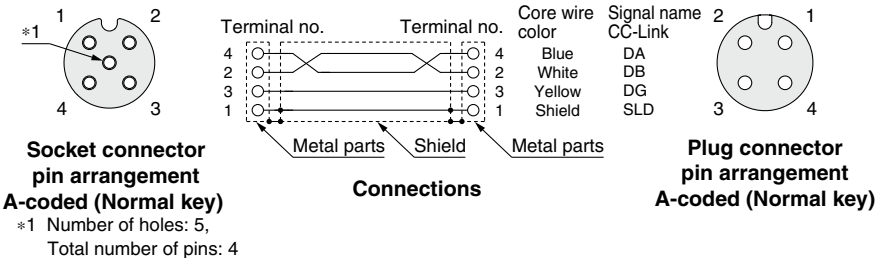 1 2
*1
4 3
Socket connector
pin arrangement
A-coded (Normal key)
*1 Number of holes: 5,
Total number of pins: 4
Terminal no. Terminal no. Core wire color Signal name CC-Link
4 4 Blue DA
2 2 White DB
3 3 Yellow DG
1 1 Shield SLD
Metal parts Shield Metal parts
Connections
2 1
3 4
Plug connector
pin arrangement
A-coded (Normal key)